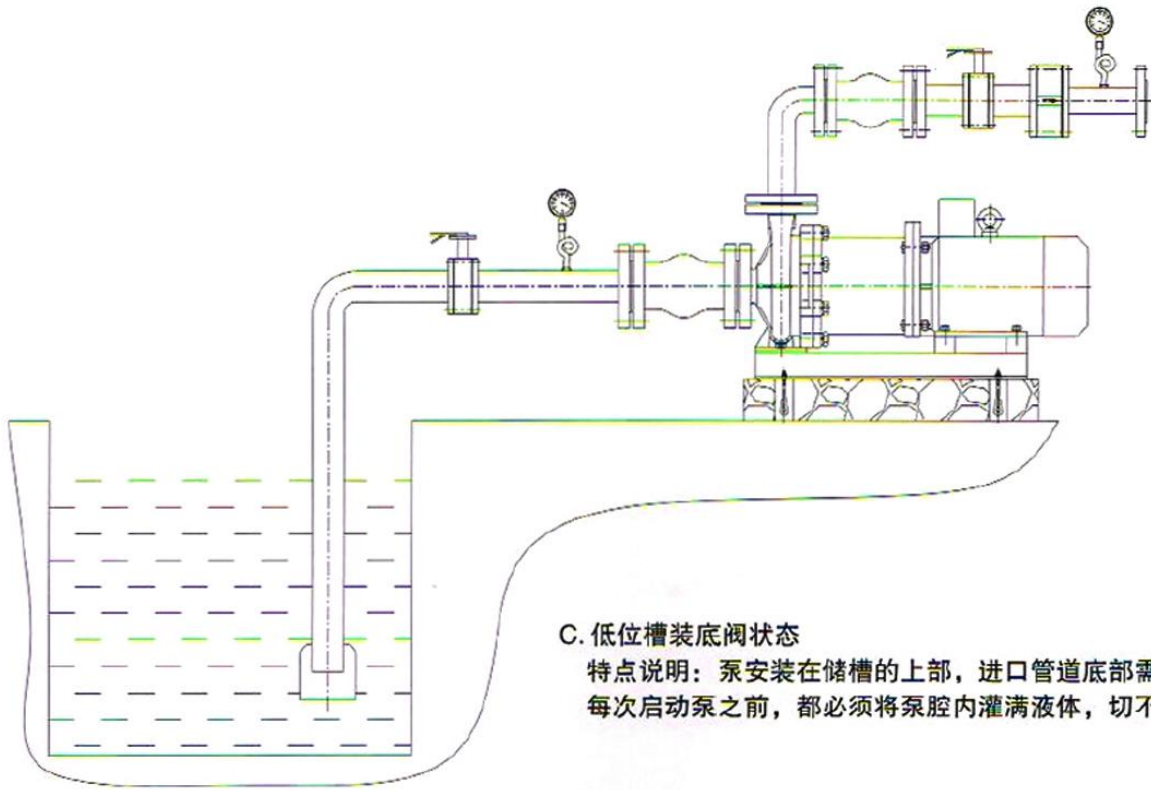 C. 低位槽装底阀状态
特点说明：泵安装在储槽的上部，进口管道底部需
每次启动泵之前，都必须将泵腔内灌满液体，切不